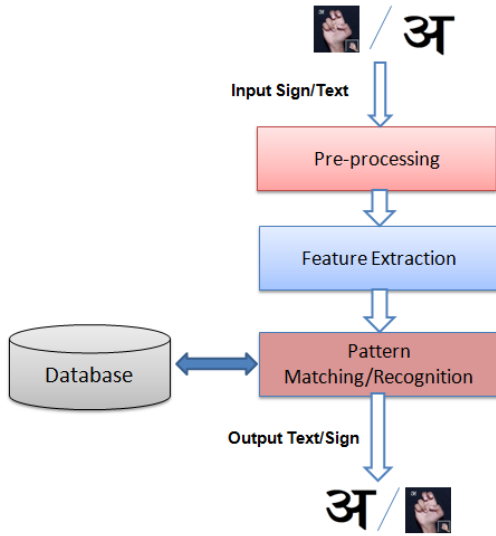 अ
Input Sign/Text
Pre-processing
Feature Extraction
Database
Pattern
Matching/Recognition
Output Text/Sign
अ